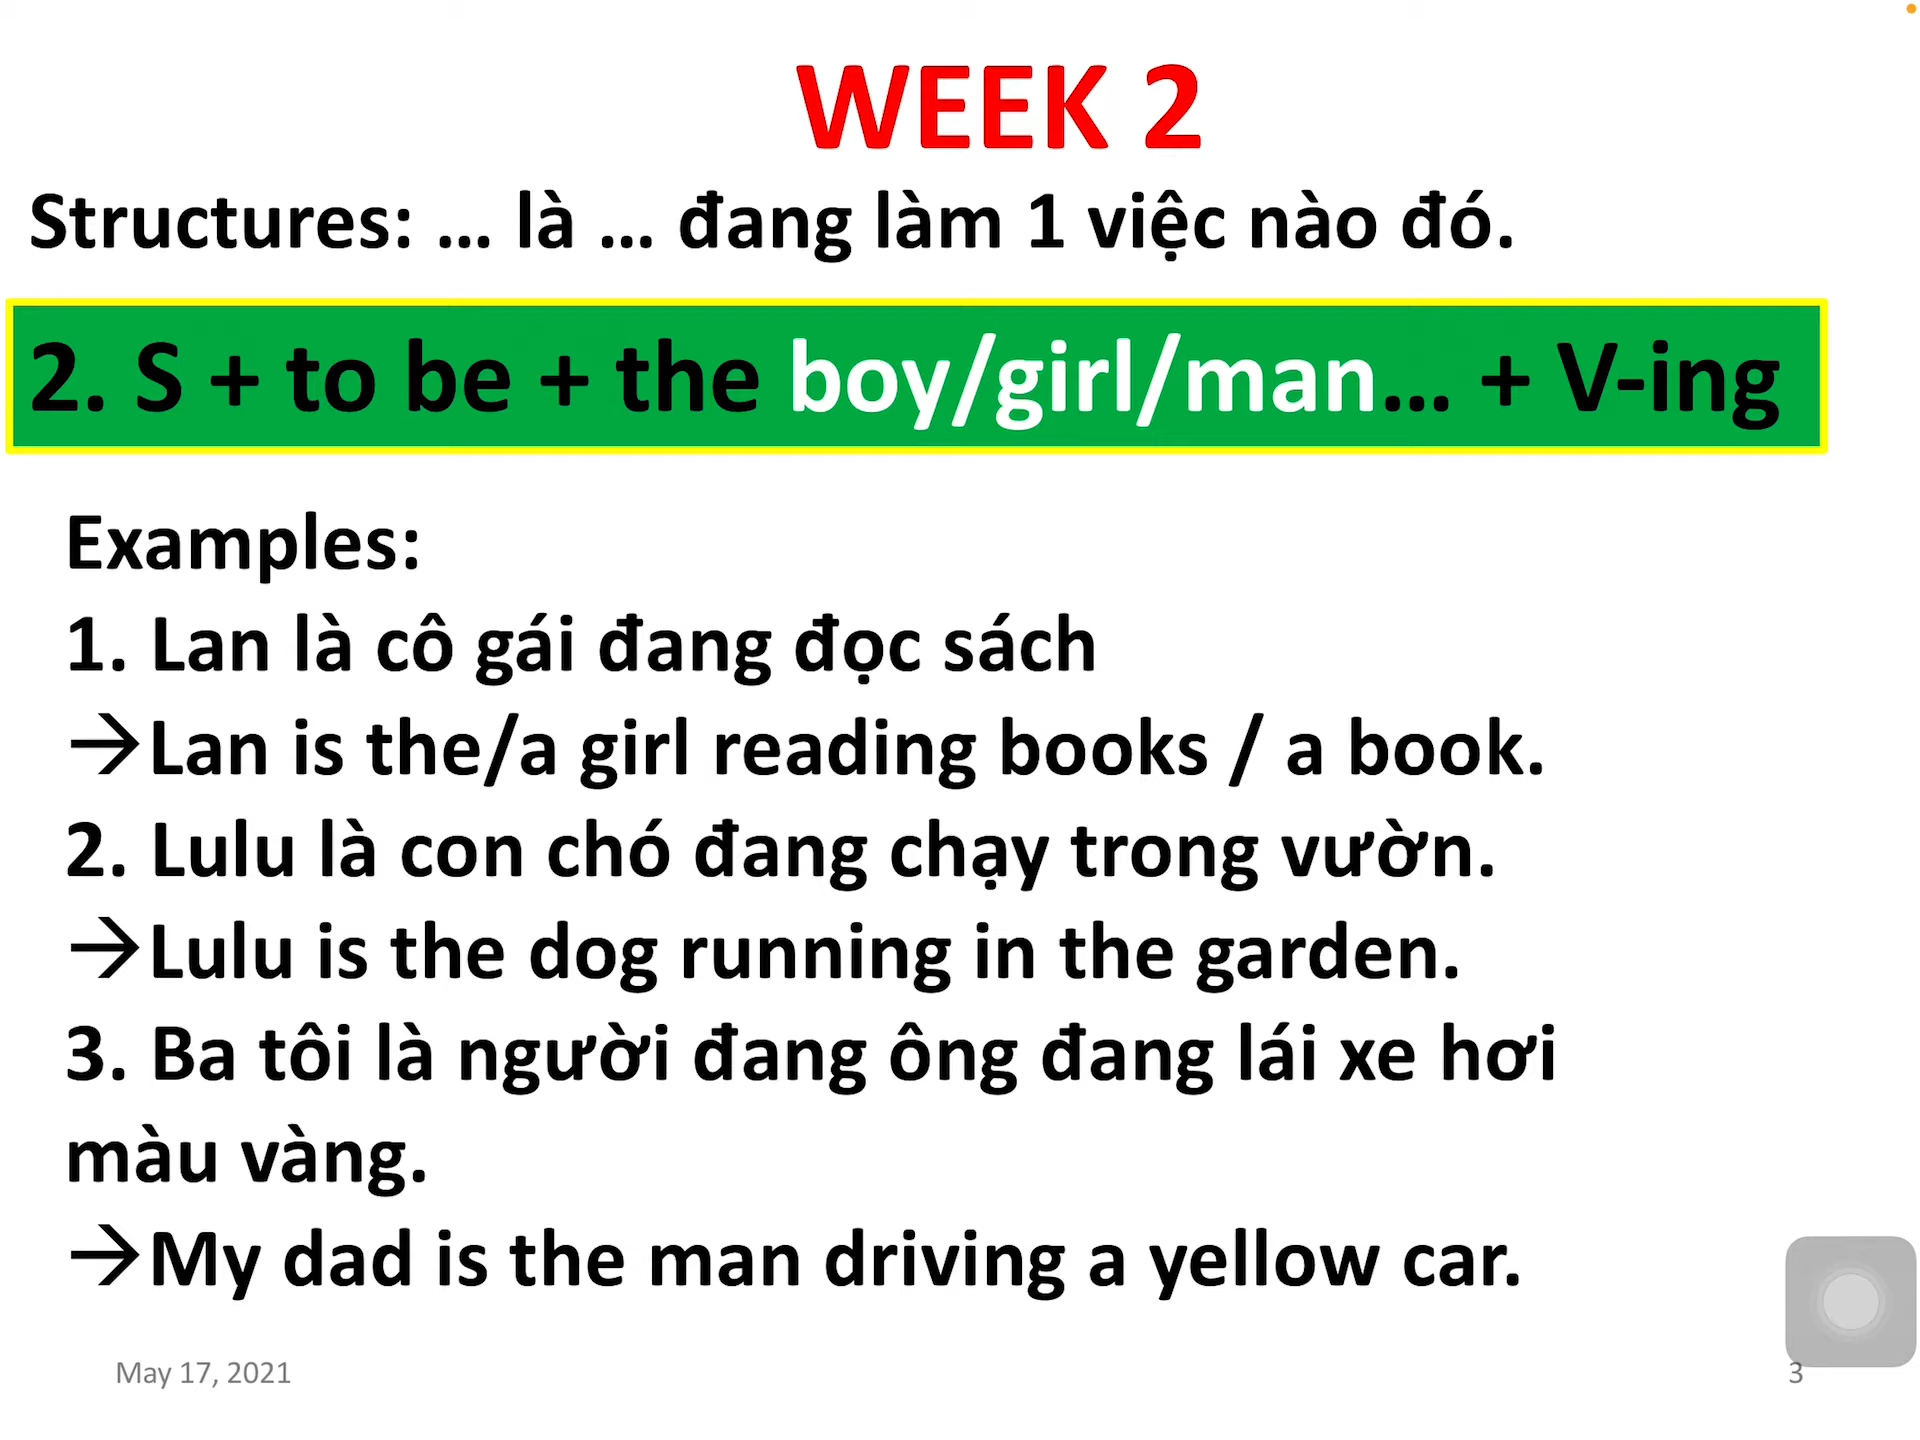 WEEK 2
Structures: ... là ... đang làm 1 việc nào đó.
2. S + to be + the boy/girl/man... + V-ing
Examples:
1. Lan là cô gái đang đọc sách
→Lan is the/a girl reading books / a book.
2. Lulu là con chó đang chạy trong vườn.
→Lulu is the dog running in the garden.
3. Ba tôi là người đang ông đang lái xe hơi
màu vàng.
→My dad is the man driving a yellow car.
May 17, 2021
3